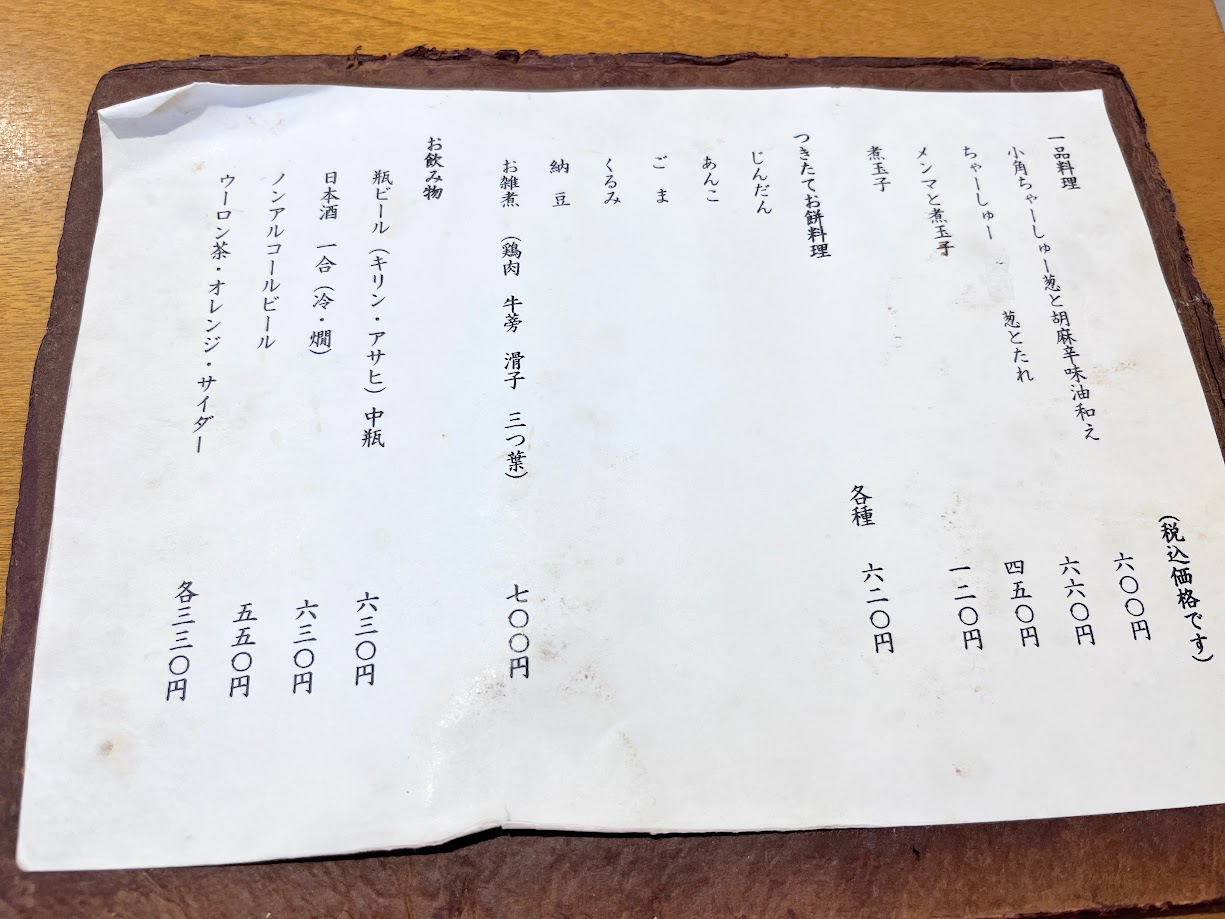 一品料理
（税込価格です）
小角ちゃーしゅー葱と胡麻辛味油和え　六〇〇円
ちゃーしゅー　葱とたれ　六六〇円
メンマと煮玉子　四五〇円
煮玉子　一二〇円
つきたてお餅料理　各種　六二〇円
じんだん
あんこ
ごま
くるみ
納豆
お雑煮　（鶏肉　牛蒡　滑子　三つ葉）　七〇〇円
お飲み物
瓶ビール（キリン・アサヒ）中瓶　六三〇円
日本酒　一合（冷・燗）　六三〇円
ノンアルコールビール　五五〇円
ウーロン茶・オレンジ・サイダー　各三三〇円